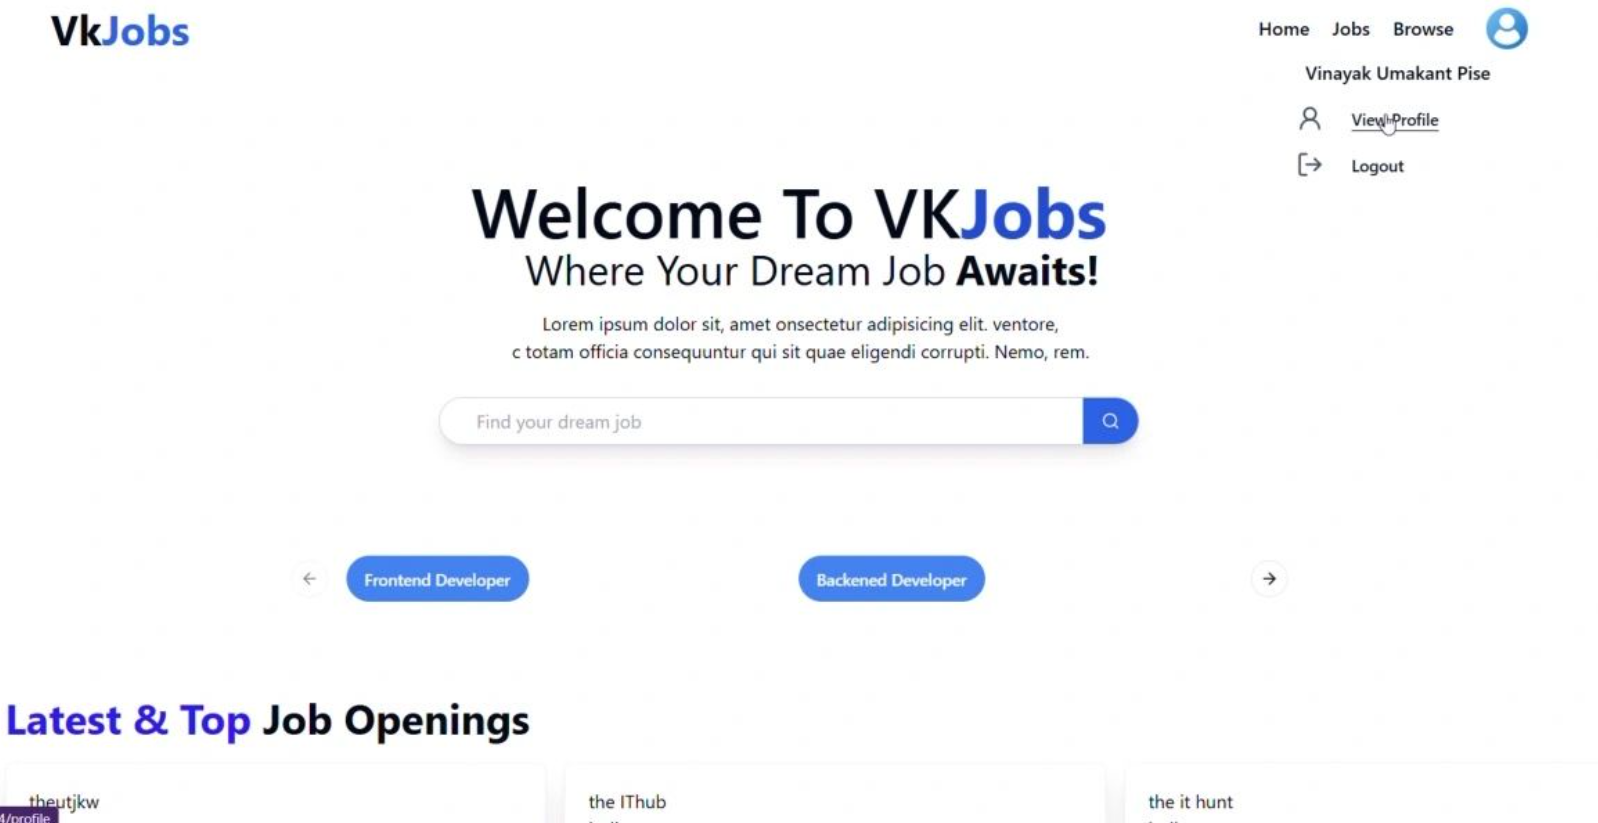 VkJobs
Home Jobs Browse
Vinayak Umakant Pise
View Profile
Logout
Welcome To VKJobs
Where Your Dream Job Awaits!
Lorem ipsum dolor sit, amet onsectetur adipisicing elit. ventore,
c totam officia consequuntur qui sit quae eligendi corrupti. Nemo, rem.
Find your dream job
Frontend Developer Backened Developer
Latest & Top Job Openings
theutjkw the IThub the it hunt
4/profile